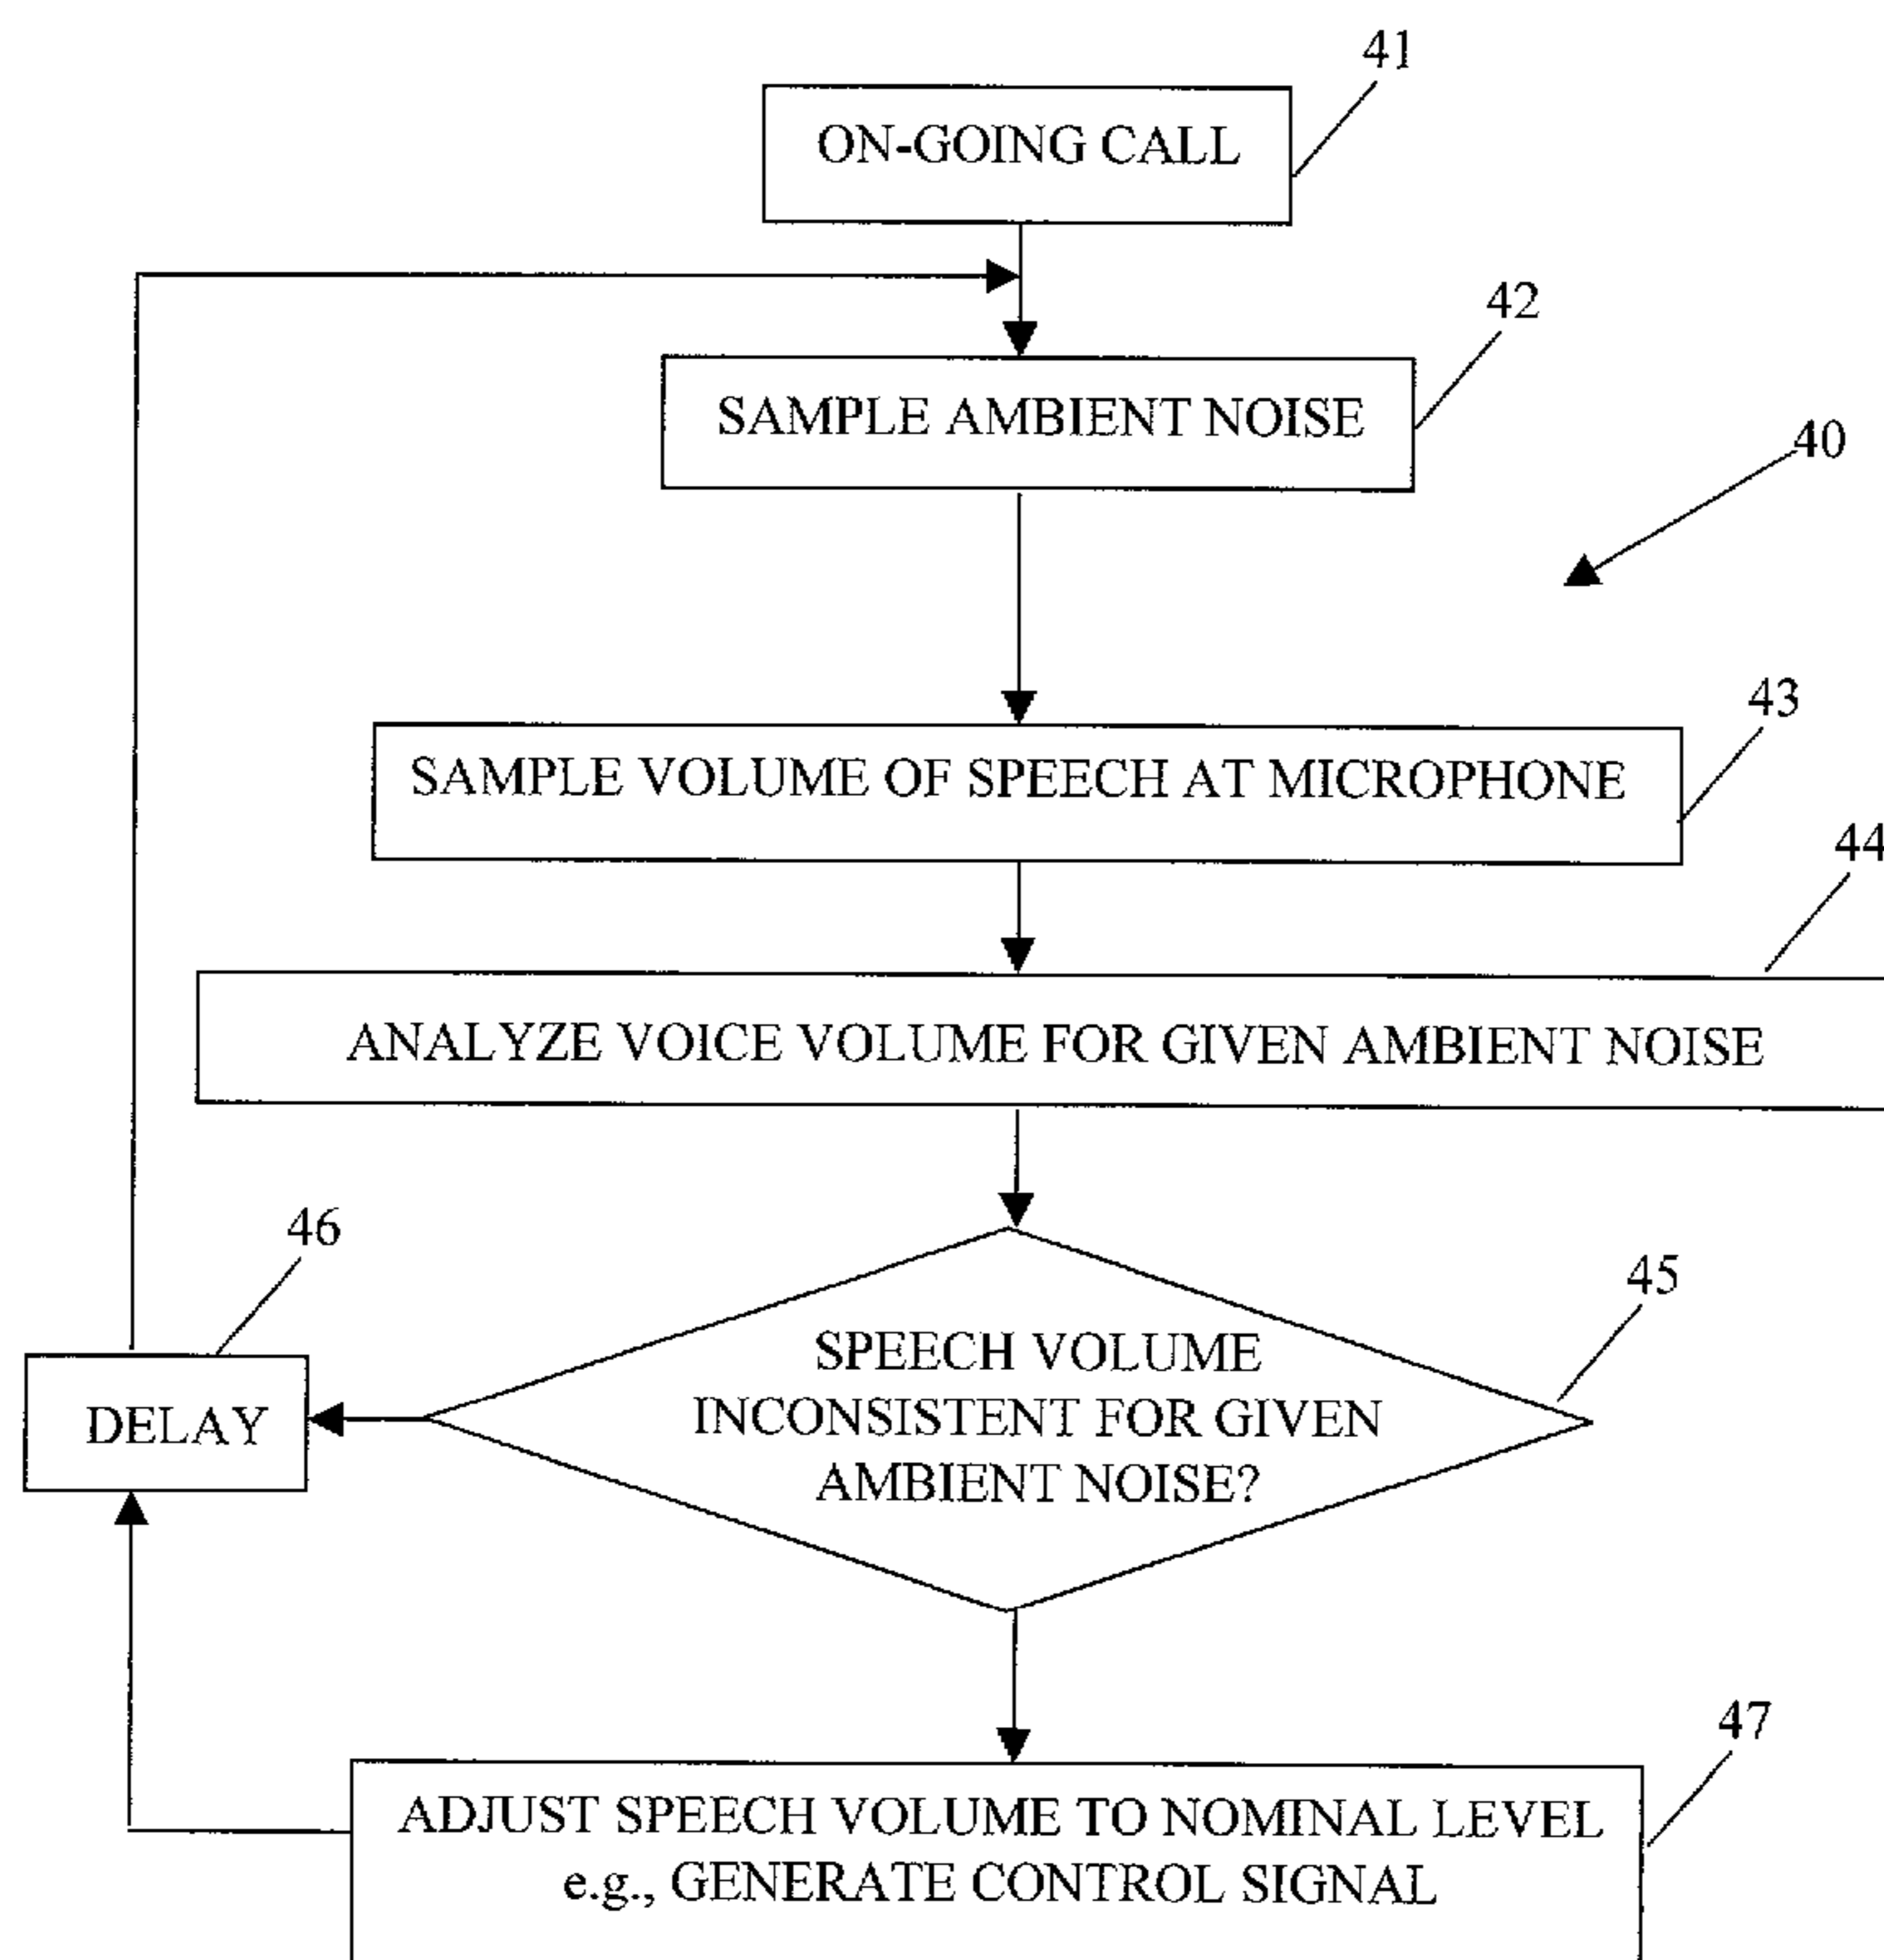 41
ON-GOING CALL
42
SAMPLE AMBIENT NOISE
40
43
SAMPLE VOLUME OF SPEECH AT MICROPHONE
44
ANALYZE VOICE VOLUME FOR GIVEN AMBIENT NOISE
46
45
SPEECH VOLUME
INCONSISTENT FOR GIVEN
AMBIENT NOISE?
DELAY
47
ADJUST SPEECH VOLUME TO NOMINAL LEVEL
e.g., GENERATE CONTROL SIGNAL